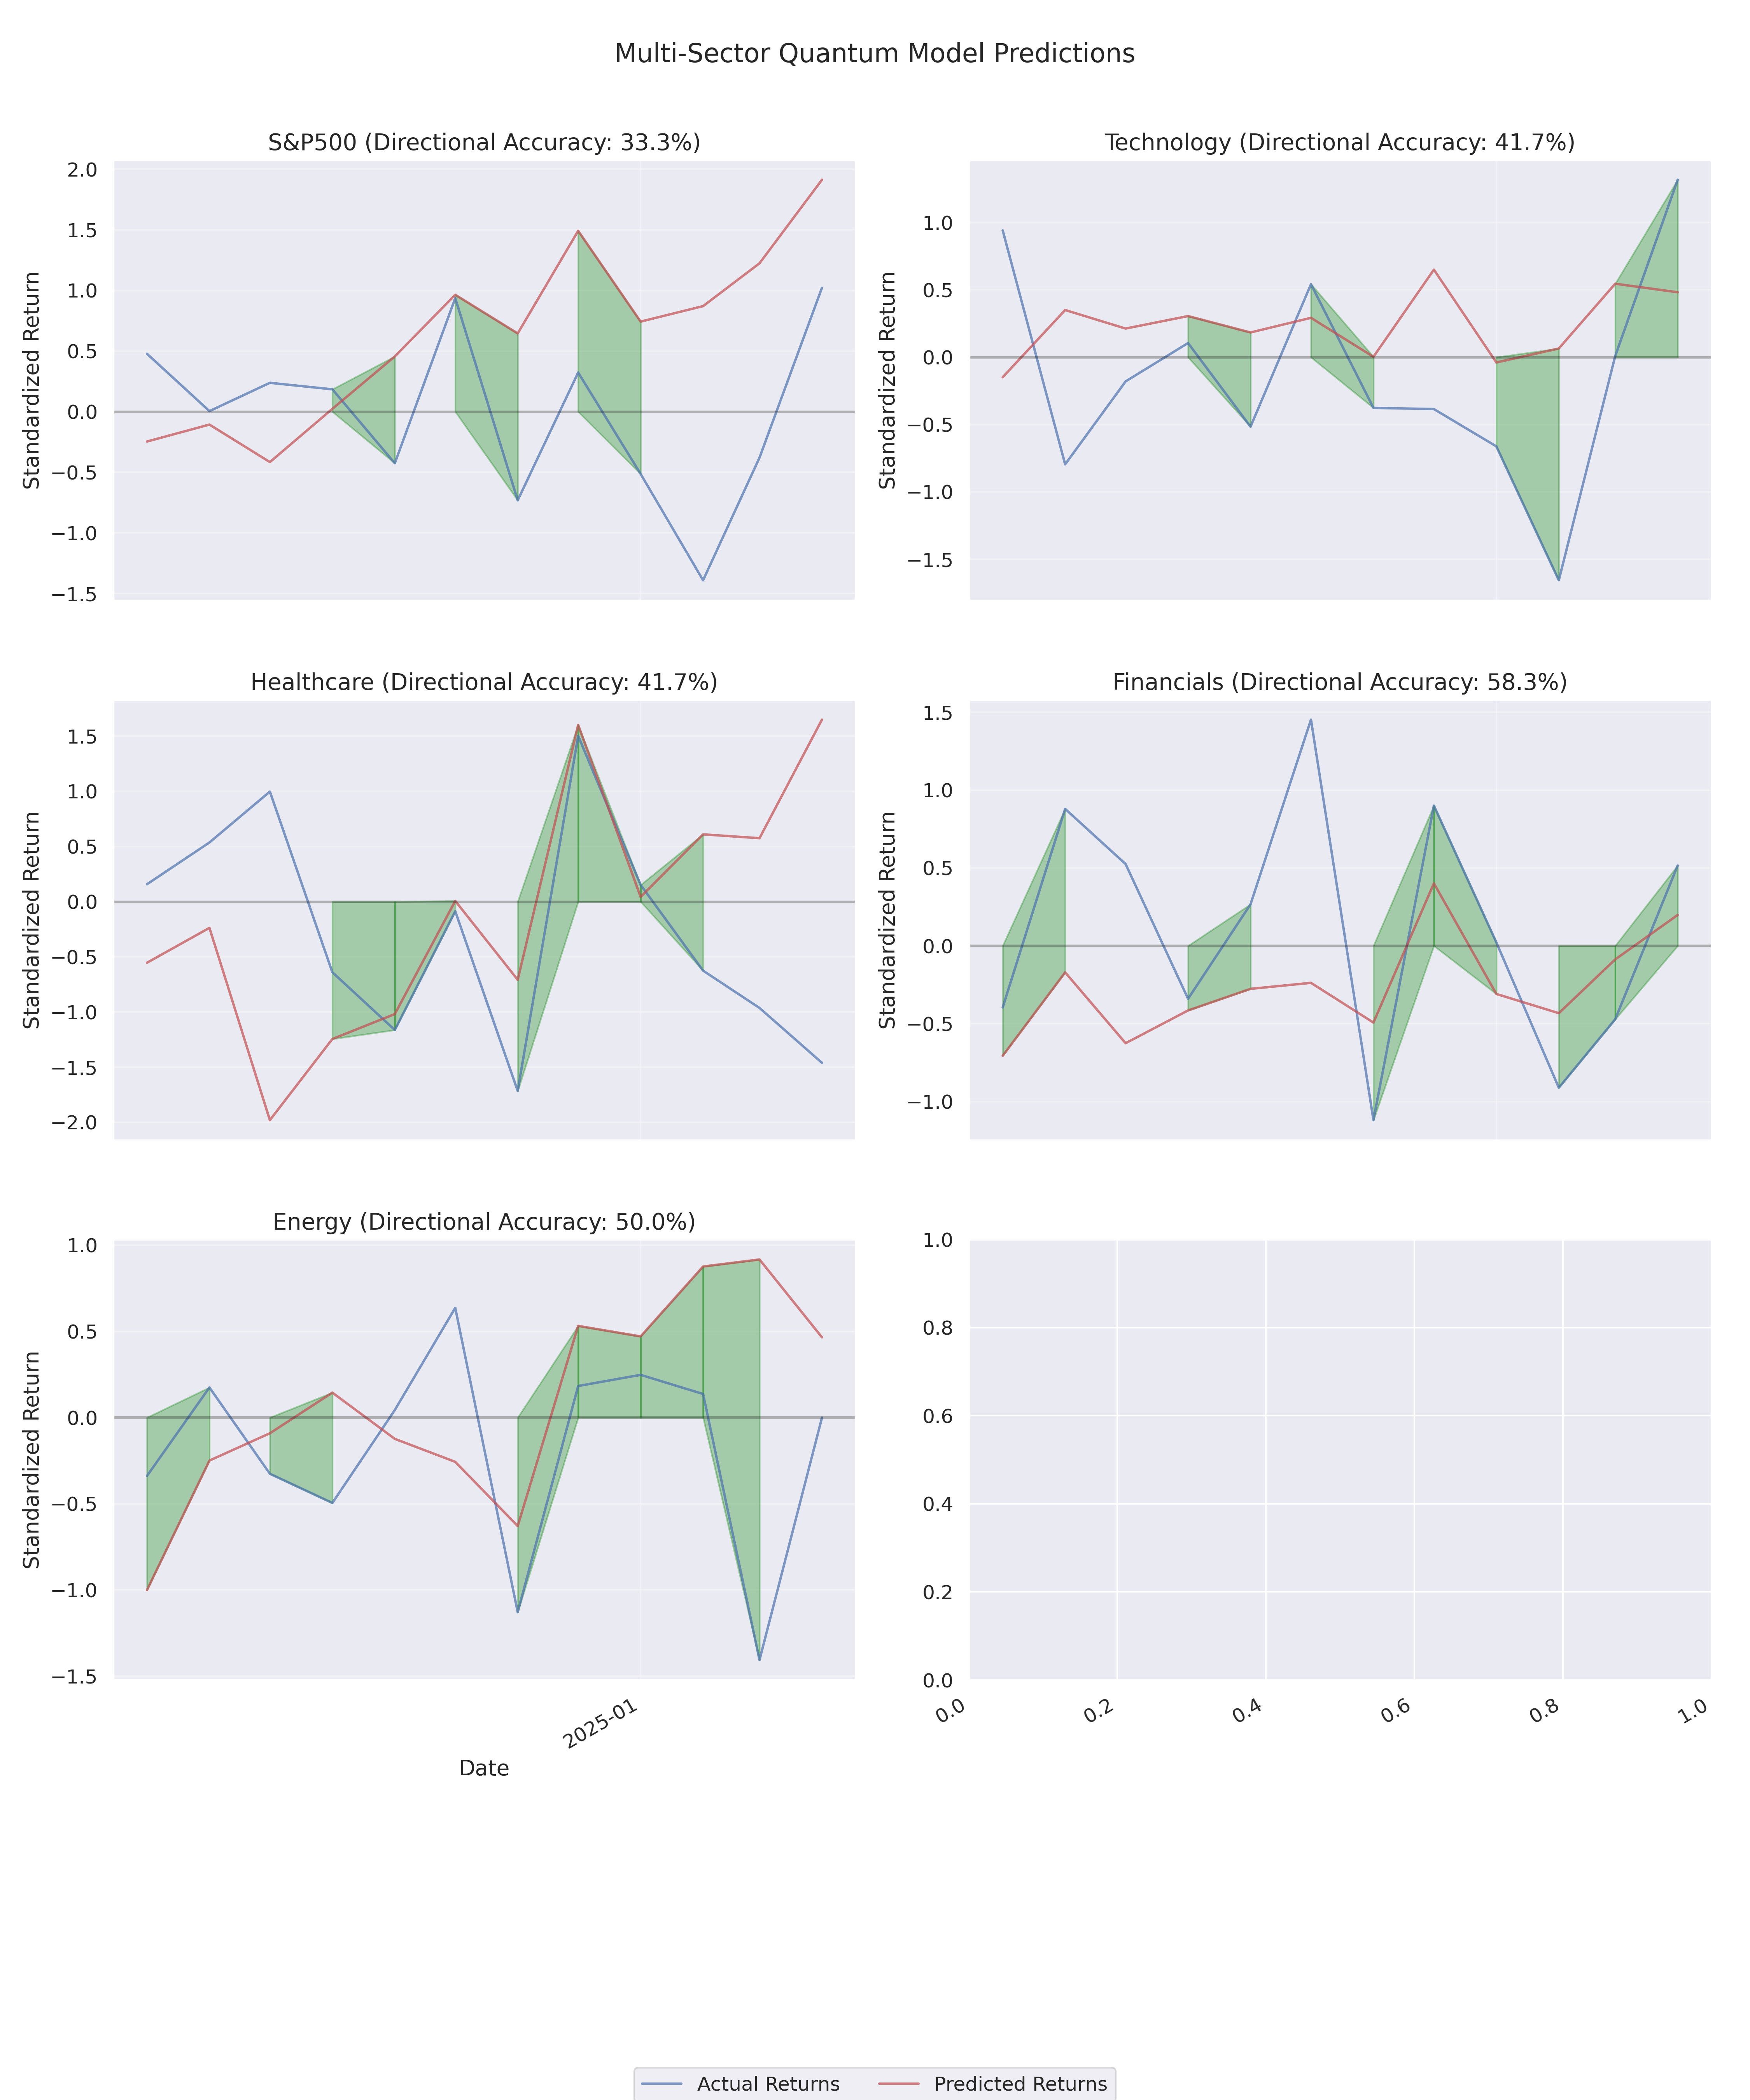 Multi-Sector Quantum Model Predictions
S&P500 (Directional Accuracy: 33.3%)
Standardized Return
2.0
1.5
1.0
0.5
0.0
−0.5
−1.0
−1.5
Technology (Directional Accuracy: 41.7%)
Standardized Return
1.0
0.5
0.0
−0.5
−1.0
−1.5
Healthcare (Directional Accuracy: 41.7%)
Standardized Return
1.5
1.0
0.5
0.0
−0.5
−1.0
−1.5
−2.0
Financials (Directional Accuracy: 58.3%)
Standardized Return
1.5
1.0
0.5
0.0
−0.5
−1.0
Energy (Directional Accuracy: 50.0%)
Standardized Return
1.0
0.5
0.0
−0.5
−1.0
−1.5
2025-01
Date
1.0
0.8
0.6
0.4
0.2
0.0
0.0 0.2 0.4 0.6 0.8 1.0
Actual Returns Predicted Returns